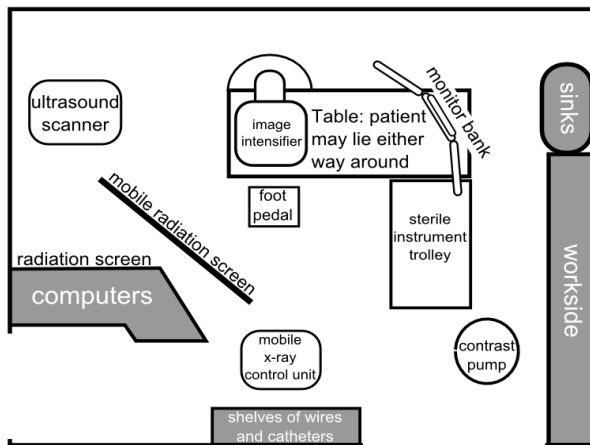 ultrasound
scanner
image
intensifier
Table: patient
may lie either
way around
monitor bank
sinks
foot
pedal
mobile radiation screen
sterile
instrument
trolley
radiation screen
computers
workside
mobile
x-ray
control unit
contrast
pump
shelves of wires
and catheters